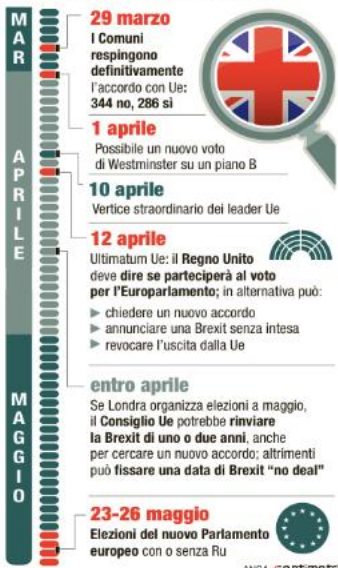 MAR
APRILE
MAGGIO
29 marzo
I Comuni
respingono
definitivamente
l'accordo con Ue:
344 no, 286 sì
1 aprile
Possibile un nuovo voto
di Westminster su un piano B
10 aprile
Vertice straordinario dei leader Ue
12 aprile
Ultimatum Ue: il Regno Unito
deve dire se parteciperà al voto
per l'Europarlamento; in alternativa può:
chiedere un nuovo accordo
annunciare una Brexit senza intesa
revocare l'uscita dalla Ue
entro aprile
Se Londra organizza elezioni a maggio,
il Consiglio Ue potrebbe rinviare
la Brexit di uno o due anni, anche
per cercare un nuovo accordo; altrimenti
può fissare una data di Brexit "no deal"
23-26 maggio
Elezioni del nuovo Parlamento
europeo con o senza Ru